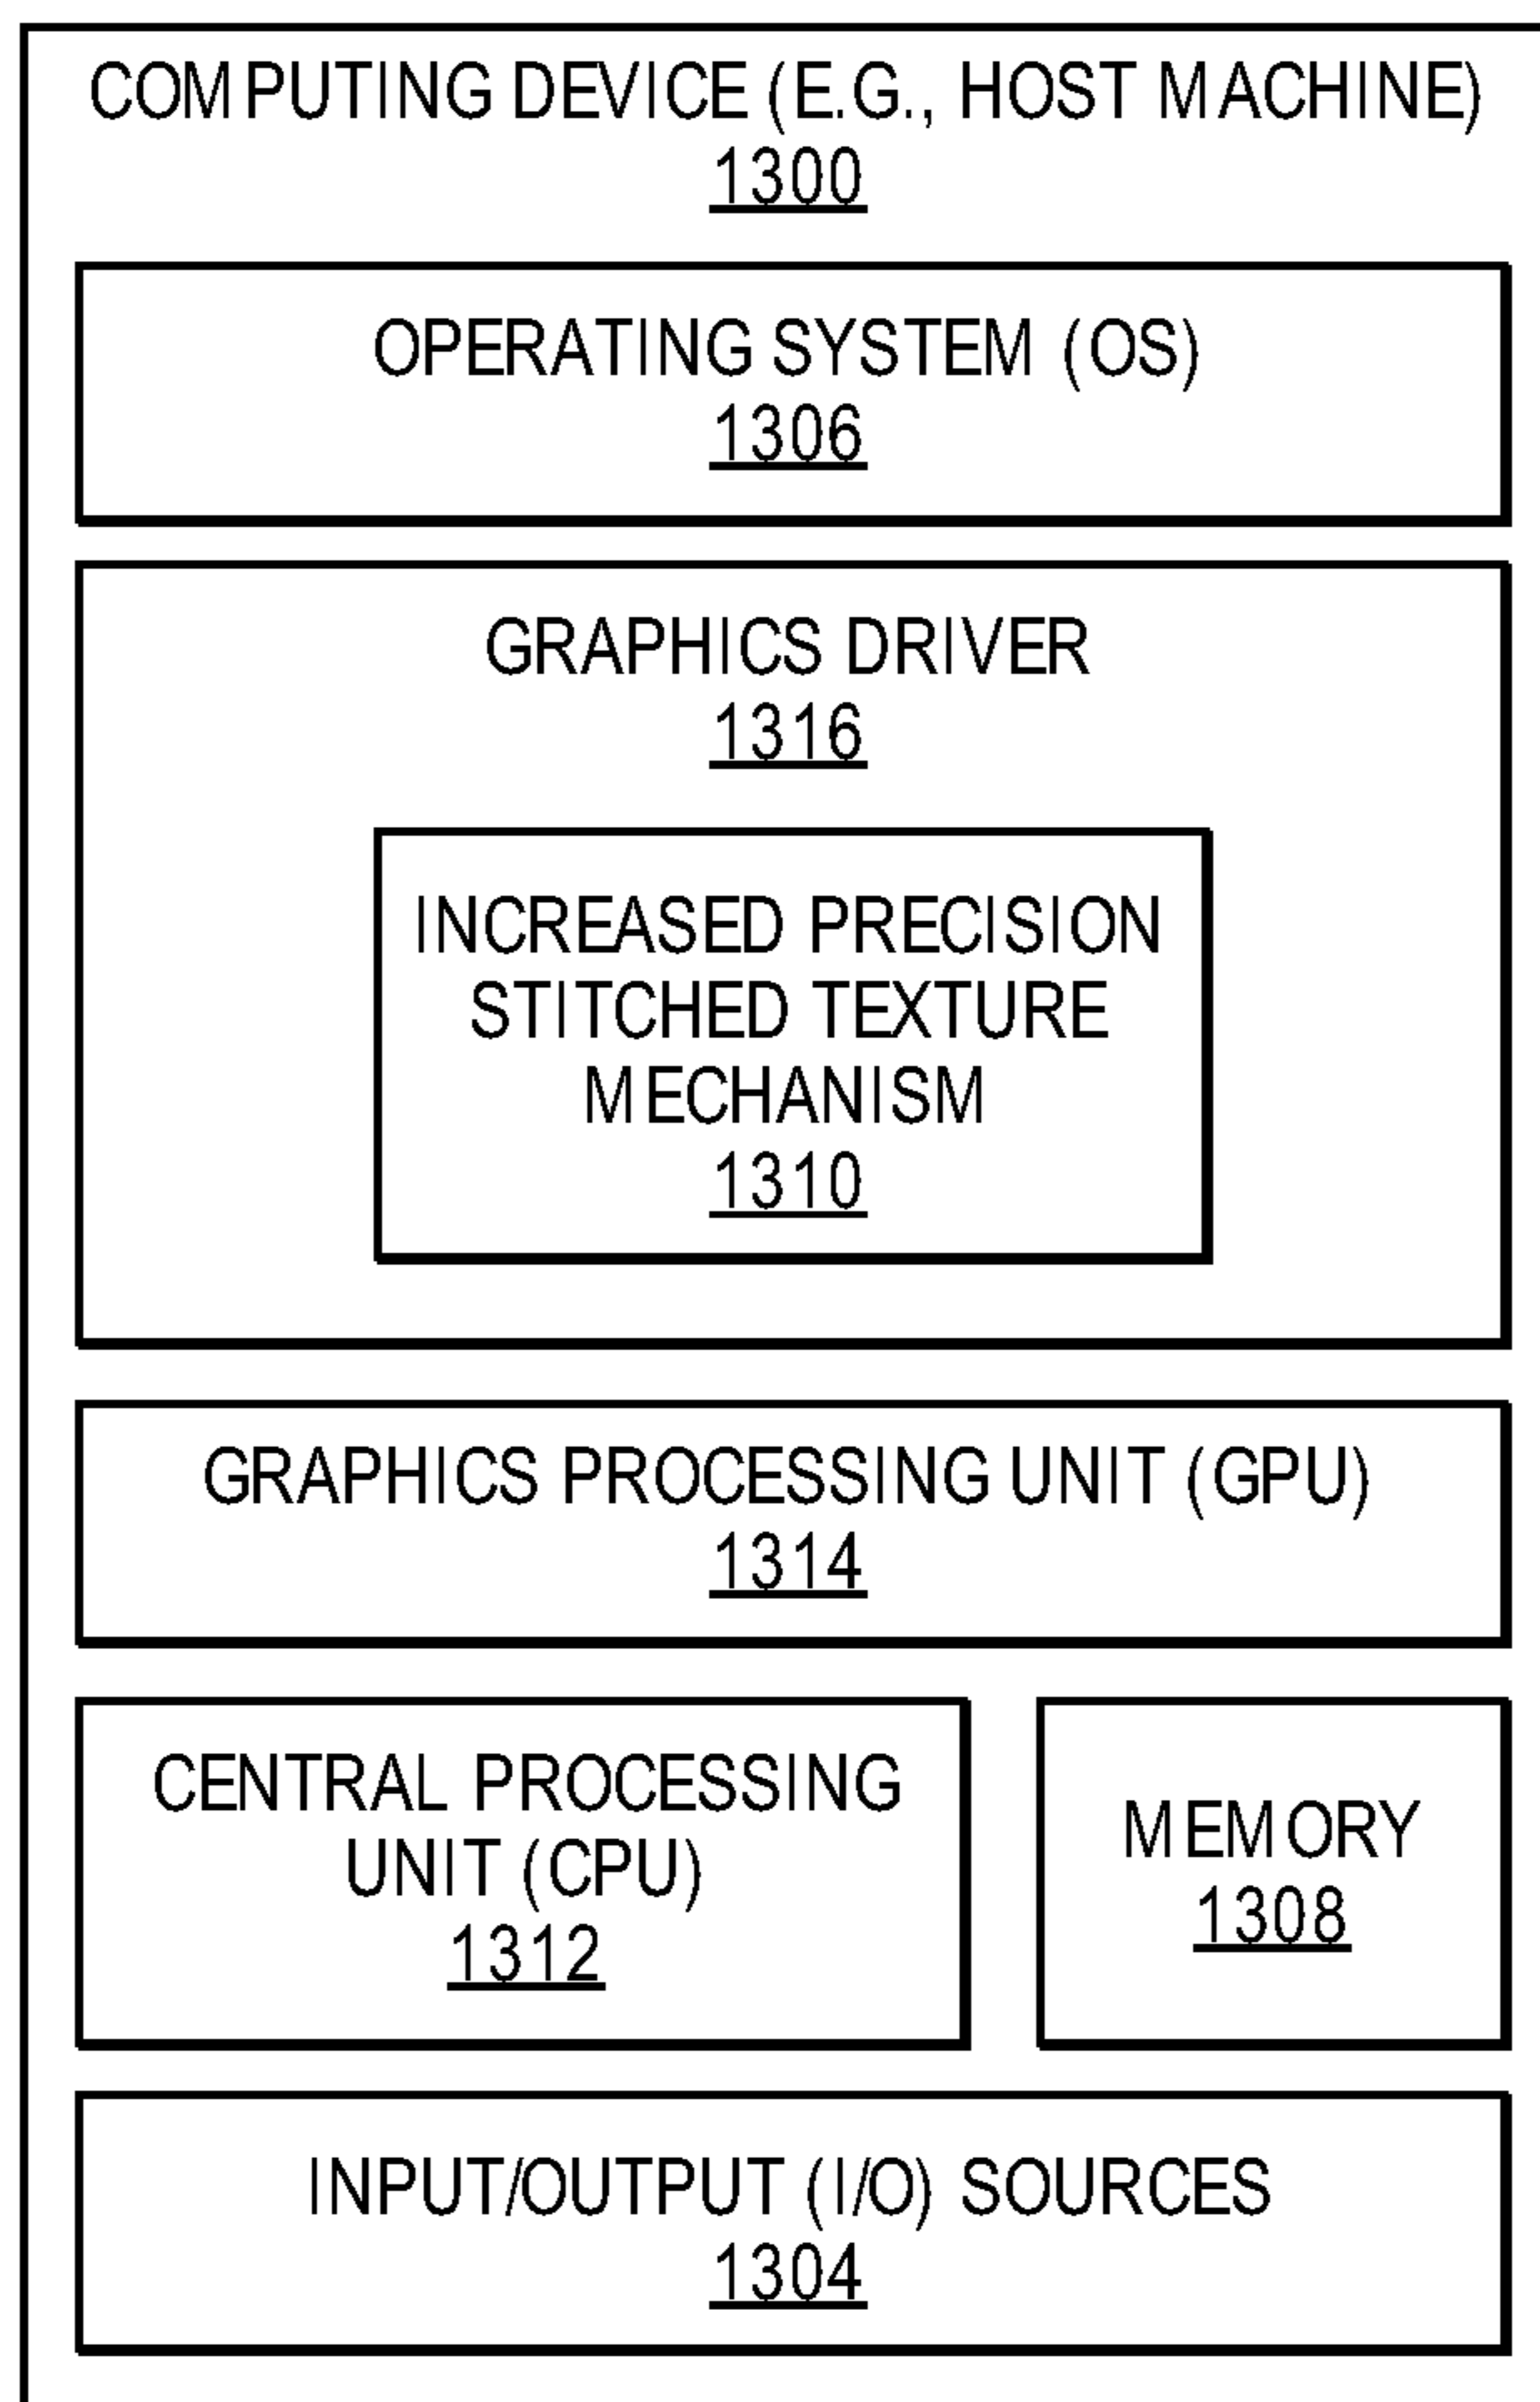 COMPUTING DEVICE (E.G., HOST MACHINE)
1300
OPERATING SYSTEM (OS)
1306
GRAPHICS DRIVER
1316
INCREASED PRECISION
STITCHED TEXTURE
MECHANISM
1310
GRAPHICS PROCESSING UNIT (GPU)
1314
CENTRAL PROCESSING
UNIT (CPU)
1312
MEMORY
1308
INPUT/OUTPUT (I/O) SOURCES
1304